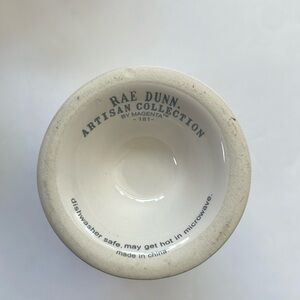 RAE DUNN.
ARTISAN COLLECTION
BY MAGENTA
-181-
dishwasher safe. may get hot in microwave.
made in china